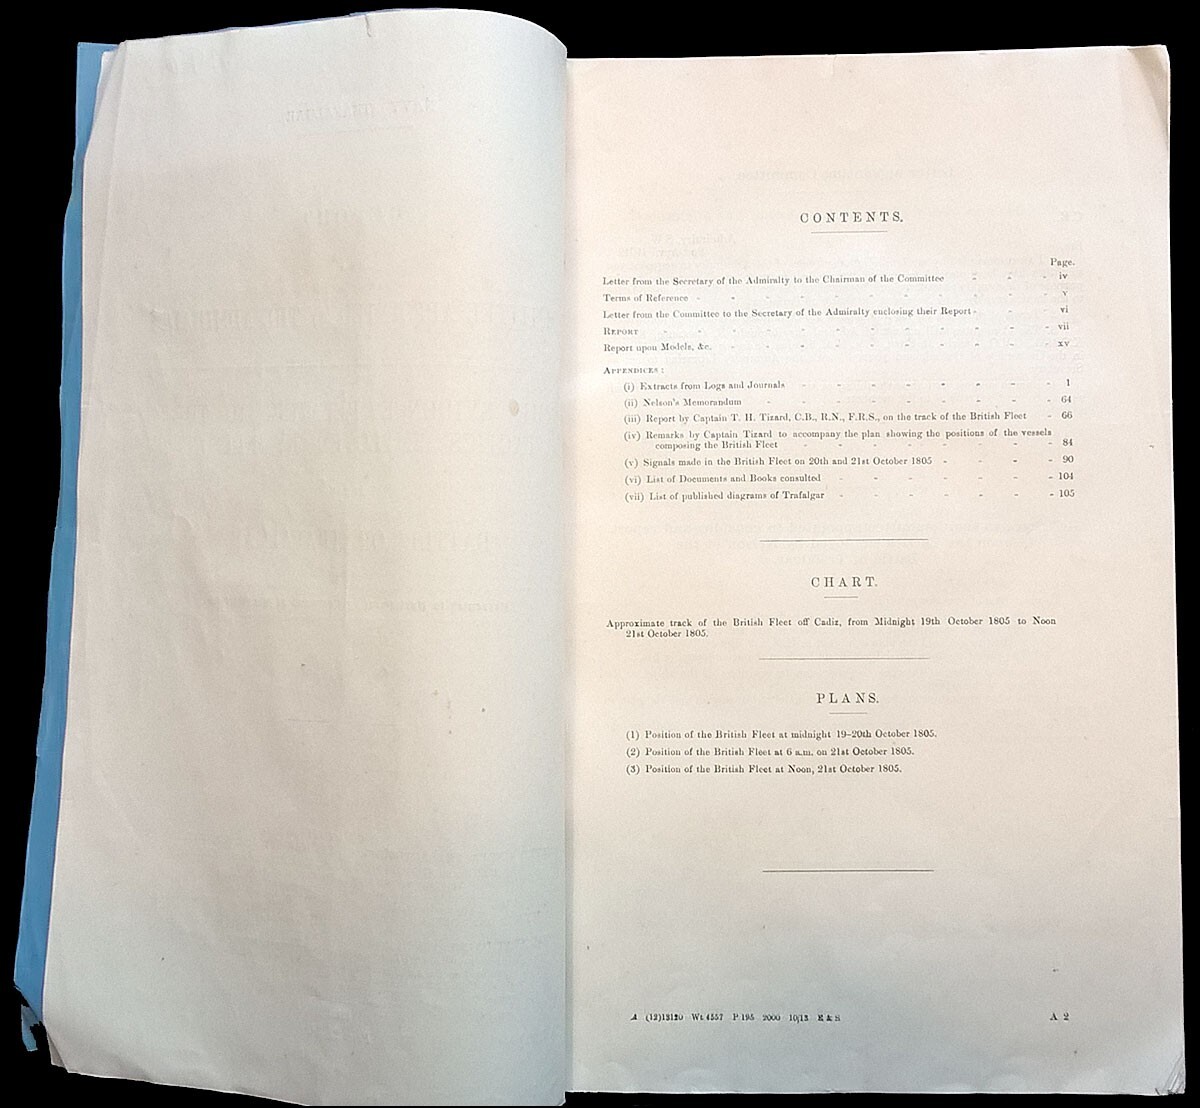 CONTENTS.
Page.
Letter from the Secretary of the Admiralty to the Chairman of the Committee - - - iv
Terms of Reference - - - - - - - - - - v
Letter from the Committee to the Secretary of the Admiralty enclosing their Report - - - vi
REPORT - - - - - - - - - - - - vii
Report upon Models, &c. - - - - - - - - - - xv
APPENDICES :
(i) Extracts from Logs and Journals - - - - - - - - 1
(ii) Nelson's Memorandum - - - - - - - - - 64
(iii) Report by Captain T. H. Tizard, C.B., R.N., F.R.S., on the track of the British Fleet - 66
(iv) Remarks by Captain Tizard to accompany the plan showing the positions of the vessels
composing the British Fleet - - - - - - - - 84
(v) Signals made in the British Fleet on 20th and 21st October 1805 - - - - 90
(vi) List of Documents and Books consulted - - - - - - - 104
(vii) List of published diagrams of Trafalgar - - - - - - - 105
CHART.
Approximate track of the British Fleet off Cadiz, from Midnight 19th October 1805 to Noon
21st October 1805.
PLANS.
(1) Position of the British Fleet at midnight 19-20th October 1805.
(2) Position of the British Fleet at 6 a.m. on 21st October 1805.
(3) Position of the British Fleet at Noon, 21st October 1805.
A (12)13120 Wt 4557 P 195 2000 10/13 E & S
A 2